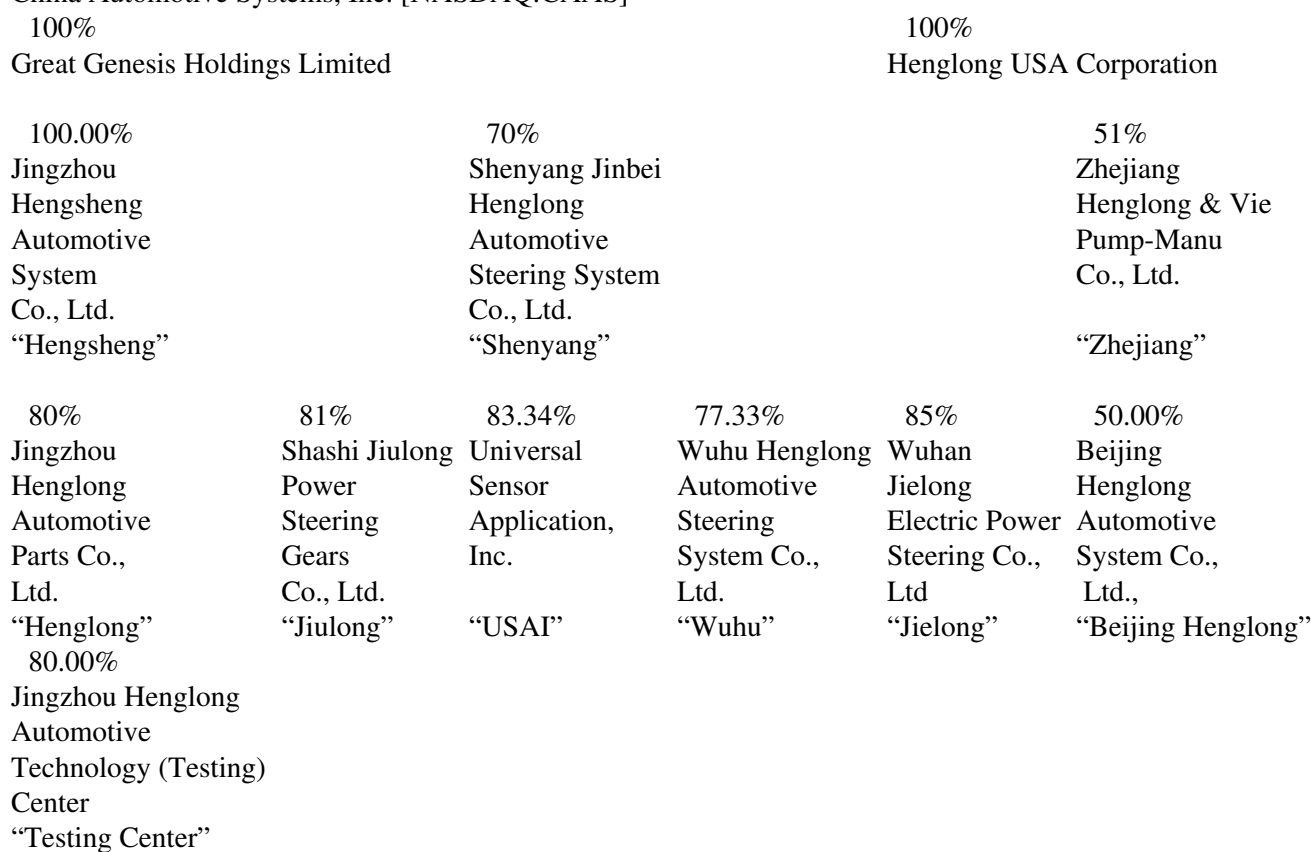 100% 100%
Great Genesis Holdings Limited Henglong USA Corporation
100.00% 70% 51%
Jingzhou Shenyang Jinbei Zhejiang
Hengsheng Henglong Henglong & Vie
Automotive Automotive Pump-Manu
System Steering System Co., Ltd.
Co., Ltd. Co., Ltd.
“Hengsheng” “Shenyang” “Zhejiang”
80% 81% 83.34% 77.33% 85% 50.00%
Jingzhou Shashi Jiulong Universal Wuhu Henglong Wuhan Beijing
Henglong Power Sensor Automotive Jielong Henglong
Automotive Steering Application, Steering Electric Power Automotive
Parts Co., Gears Inc. System Co., Steering Co., System Co.,
Ltd. Co., Ltd. Ltd. Ltd Ltd.,
“Henglong” “Jiulong” “USAI” “Wuhu” “Jielong” “Beijing Henglong”
80.00%
Jingzhou Henglong
Automotive
Technology (Testing)
Center
“Testing Center”